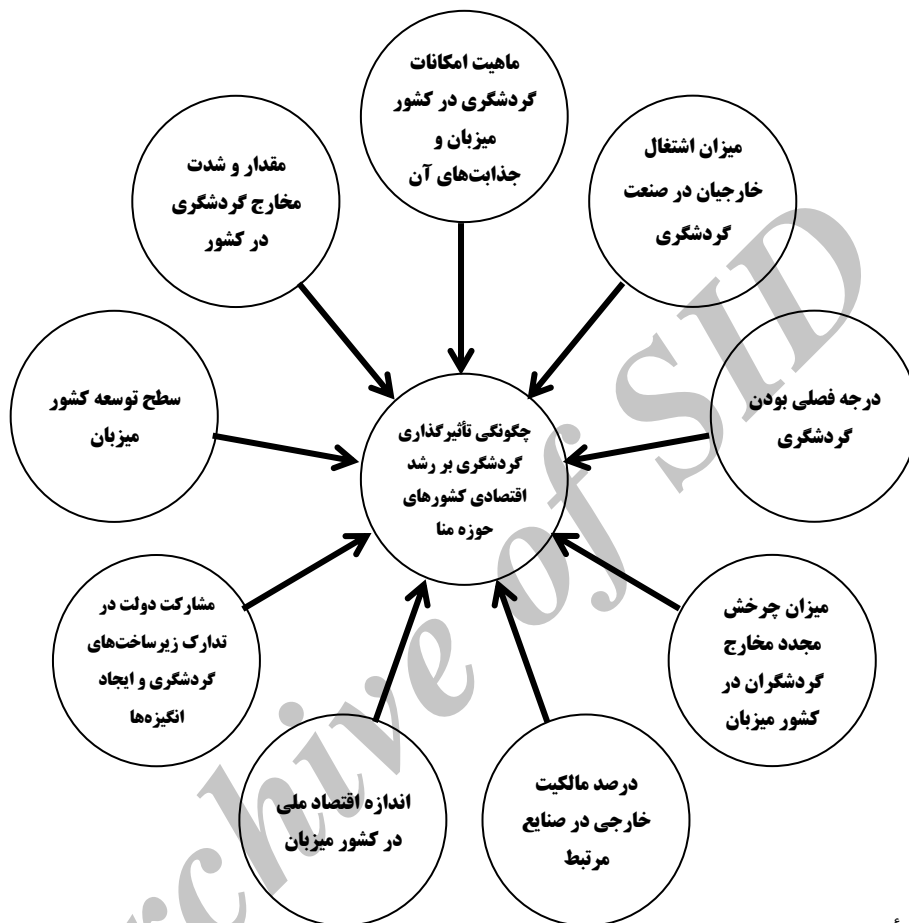 ماهیت امکانات
گردشگری در کشور
میزبان و
جذابت‌های آن
میزان اشتغال
خارجیان در صنعت
گردشگری
مقدار و شدت
مخارج گردشگری
در کشور
درجه فصلی بودن
گردشگری
سطح توسعه کشور
میزبان
چگونگی تأثیرگذاری
گردشگری بر رشد
اقتصادی کشورهای
حوزه منا
میزان چرخش
مجدد مخارج
گردشگران در
کشور میزبان
مشارکت دولت در
تدارک زیرساخت‌های
گردشگری و ایجاد
انگیزه‌ها
درصد مالکیت
خارجی در صنایع
مرتبط
اندازه اقتصاد ملی
در کشور میزبان
Archive of SID